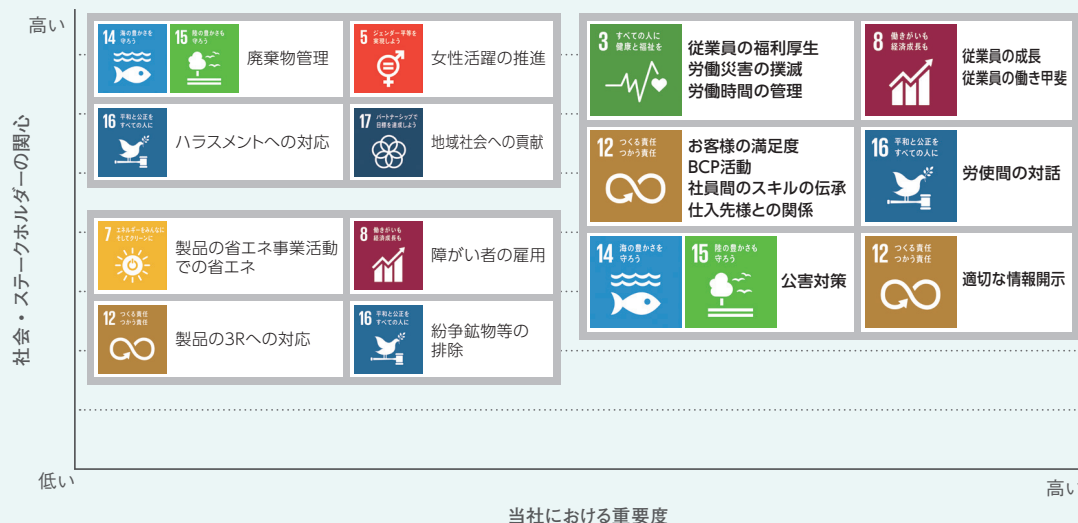 高い
社会・ステークホルダーの関心
低い
高い
当社における重要度
14 海の豊かさを
守ろう
15 陸の豊かさも
守ろう
廃棄物管理
5 ジェンダー平等を
実現しよう
女性活躍の推進
16 平和と公正を
すべての人に
ハラスメントへの対応
17 パートナーシップで
目標を達成しよう
地域社会への貢献
7 エネルギーをみんなに
そしてクリーンに
製品の省エネ事業活動
での省エネ
8 働きがいも
経済成長も
障がい者の雇用
12 つくる責任
つかう責任
製品の3Rへの対応
16 平和と公正を
すべての人に
紛争鉱物等の
排除
3 すべての人に
健康と福祉を
従業員の福利厚生
労働災害の撲滅
労働時間の管理
8 働きがいも
経済成長も
従業員の成長
従業員の働き甲斐
12 つくる責任
つかう責任
お客様の満足度
BCP活動
社員間のスキルの伝承
仕入先様との関係
16 平和と公正を
すべての人に
労使間の対話
14 海の豊かさを
守ろう
15 陸の豊かさも
守ろう
公害対策
12 つくる責任
つかう責任
適切な情報開示